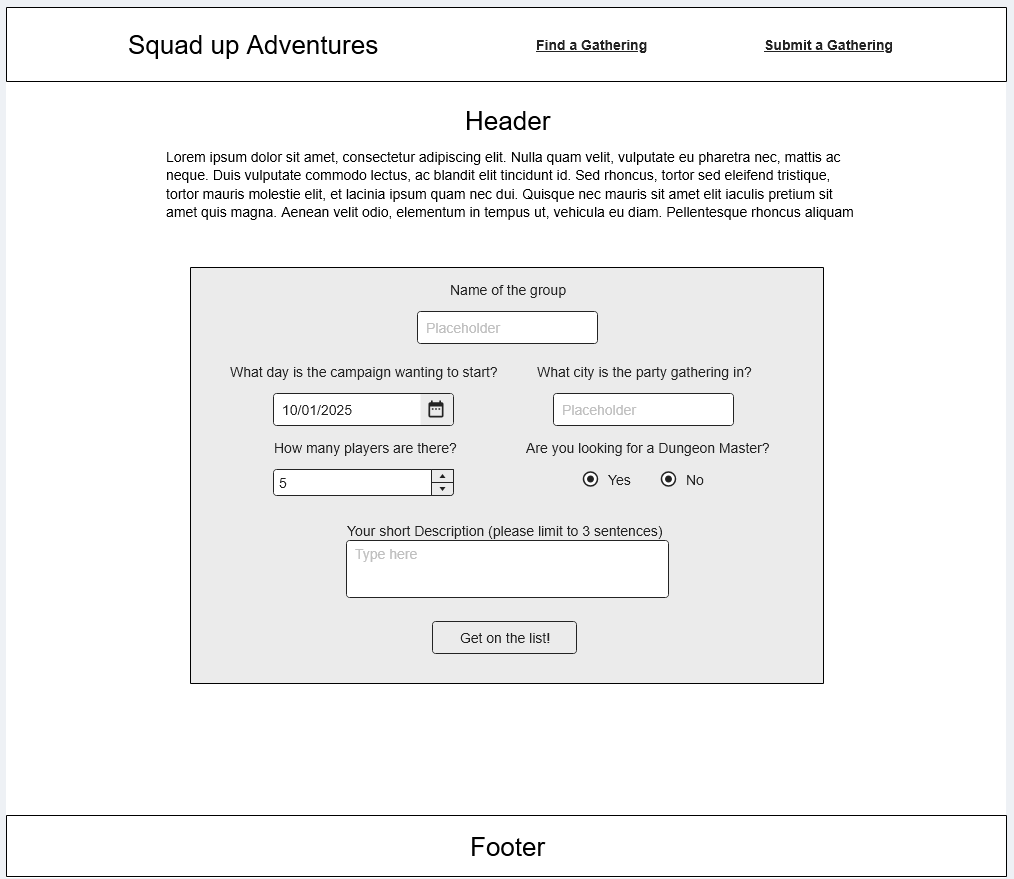 Squad up Adventures
Find a Gathering
Submit a Gathering
Header
Lorem ipsum dolor sit amet, consectetur adipiscing elit. Nulla quam velit, vulputate eu pharetra nec, mattis ac
neque. Duis vulputate commodo lectus, ac blandit elit tincidunt id. Sed rhoncus, tortor sed eleifend tristique,
tortor mauris molestie elit, et lacinia ipsum quam nec dui. Quisque nec mauris sit amet elit iaculis pretium sit
amet quis magna. Aenean velit odio, elementum in tempus ut, vehicula eu diam. Pellentesque rhoncus aliquam
Name of the group
Placeholder
What day is the campaign wanting to start?
10/01/2025
What city is the party gathering in?
Placeholder
How many players are there?
5
Are you looking for a Dungeon Master?
Yes
No
Your short Description (please limit to 3 sentences)
Type here
Get on the list!
Footer